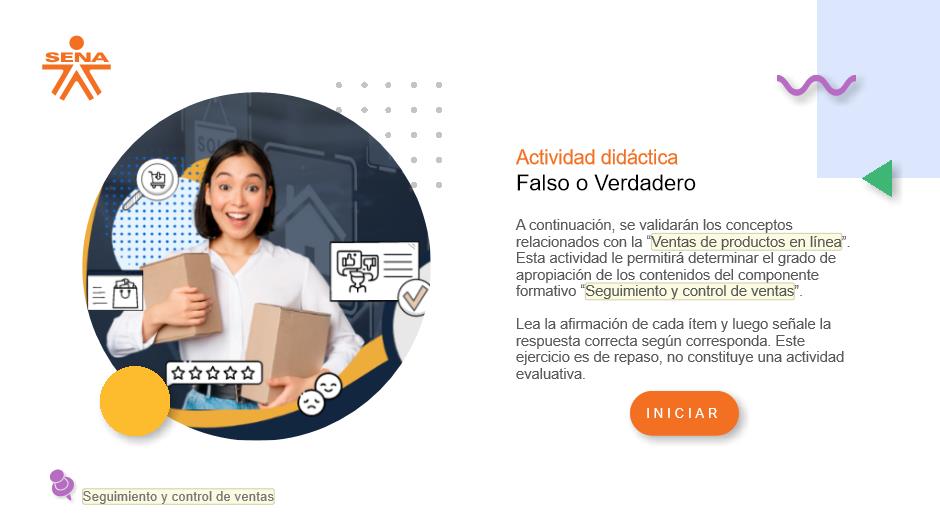 SENA
Actividad didáctica
Falso o Verdadero
A continuación, se validarán los conceptos
relacionados con la “Ventas de productos en línea”.
Esta actividad le permitirá determinar el grado de
apropiación de los contenidos del componente
formativo “Seguimiento y control de ventas”.
Lea la afirmación de cada ítem y luego señale la
respuesta correcta según corresponda. Este
ejercicio es de repaso, no constituye una actividad
evaluativa.
INICIAR
Seguimiento y control de ventas